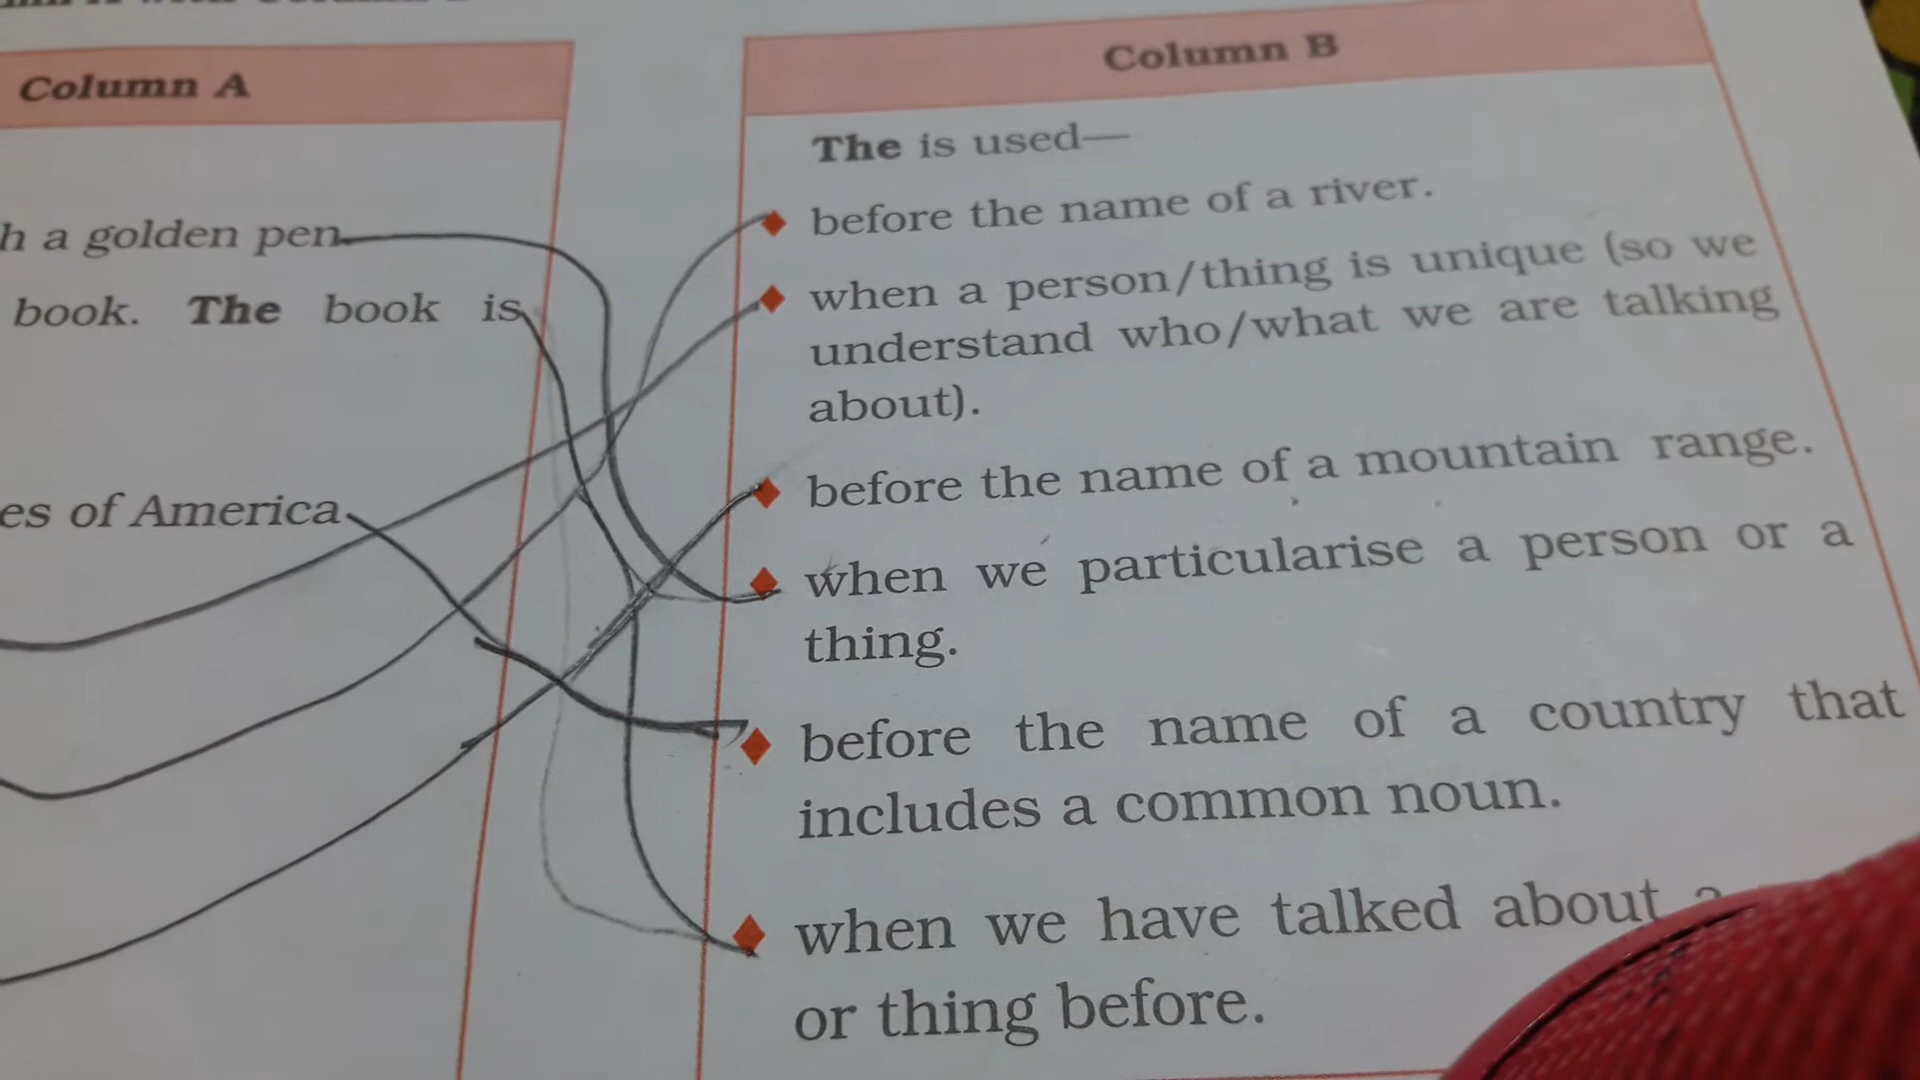 Column A
Column B
h a golden pen
book. The book is
es of America
The is used—
before the name of a river.
when a person/thing is unique (so we
understand who/what we are talking
about).
before the name of a mountain range.
when we particularise a person or a
thing.
before the name of a country that
includes a common noun.
when we have talked about a
or thing before.